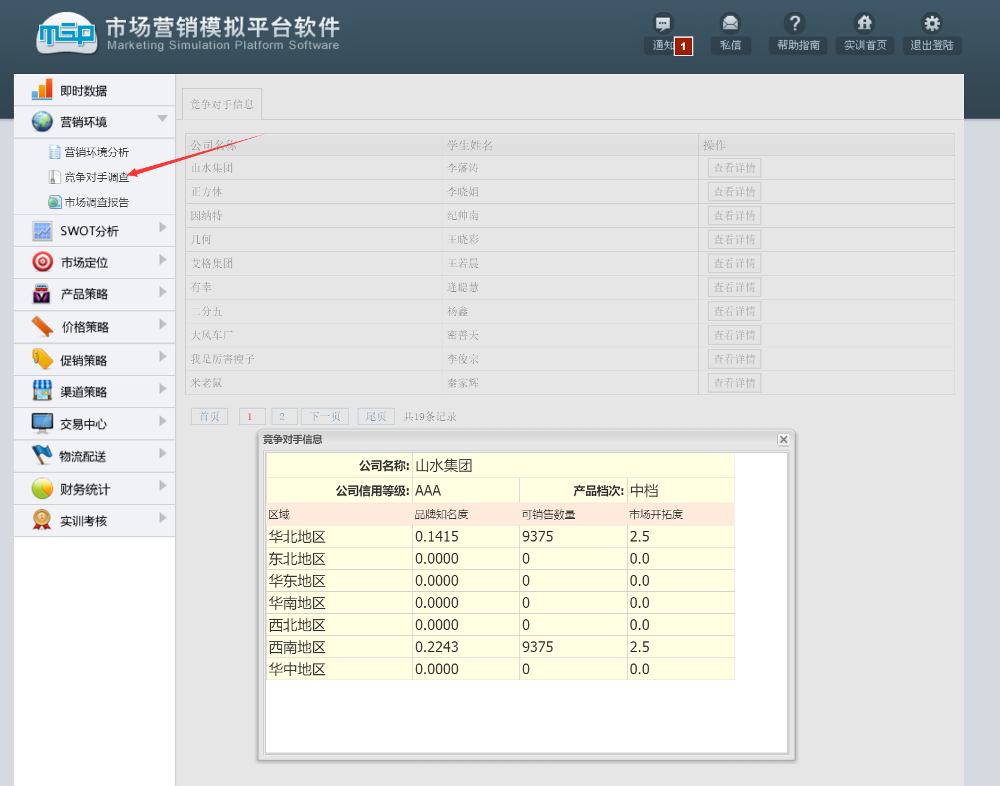 msp 市场营销模拟平台软件
Marketing Simulation Platform Software
通知 1 私信 帮助指南 实训首页 退出登陆
即时数据
营销环境
营销环境分析
竞争对手调查
市场调查报告
SWOT分析
市场定位
产品策略
价格策略
促销策略
渠道策略
交易中心
物流配送
财务统计
实训考核
竞争对手信息
公司名称 学生姓名 操作
山水集团 李藩涛 查看详情
正方体 李晓娟 查看详情
因纳特 纪帅南 查看详情
几何 王晓彩 查看详情
艾格集团 王若晨 查看详情
有幸 逄聪慧 查看详情
二分五 杨鑫 查看详情
大风车厂 密善天 查看详情
我是厉害瘦子 李俊宗 查看详情
米老鼠 秦家辉 查看详情
首页 1 2 下一页 尾页 共19条记录
竞争对手信息
公司名称: 山水集团
公司信用等级: AAA 产品档次: 中档
区域 品牌知名度 可销售数量 市场开拓度
华北地区 0.1415 9375 2.5
东北地区 0.0000 0 0.0
华东地区 0.0000 0 0.0
华南地区 0.0000 0 0.0
西北地区 0.0000 0 0.0
西南地区 0.2243 9375 2.5
华中地区 0.0000 0 0.0